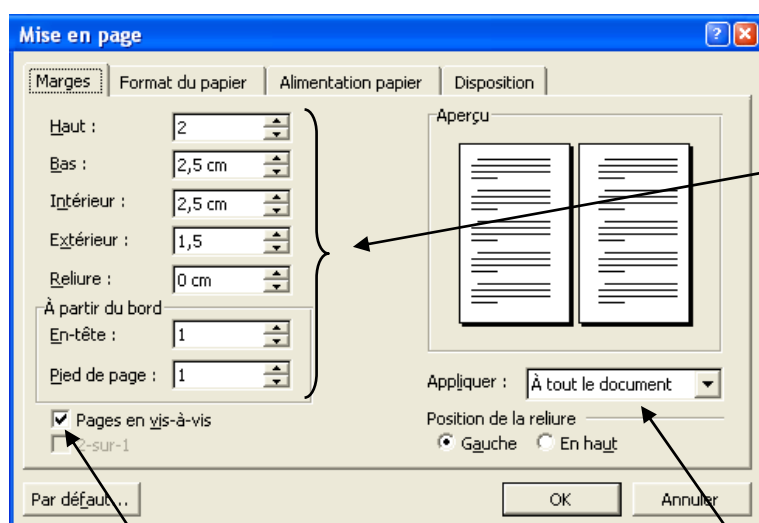 Mise en page
Marges Format du papier Alimentation papier Disposition
Haut : 2
Bas : 2,5 cm
Intérieur : 2,5 cm
Extérieur : 1,5
Reliure : 0 cm
À partir du bord
En-tête : 1
Pied de page : 1
Pages en vis-à-vis
2-sur-1
Aperçu
Appliquer : À tout le document
Position de la reliure
Gauche En haut
Par défaut... OK Annuler